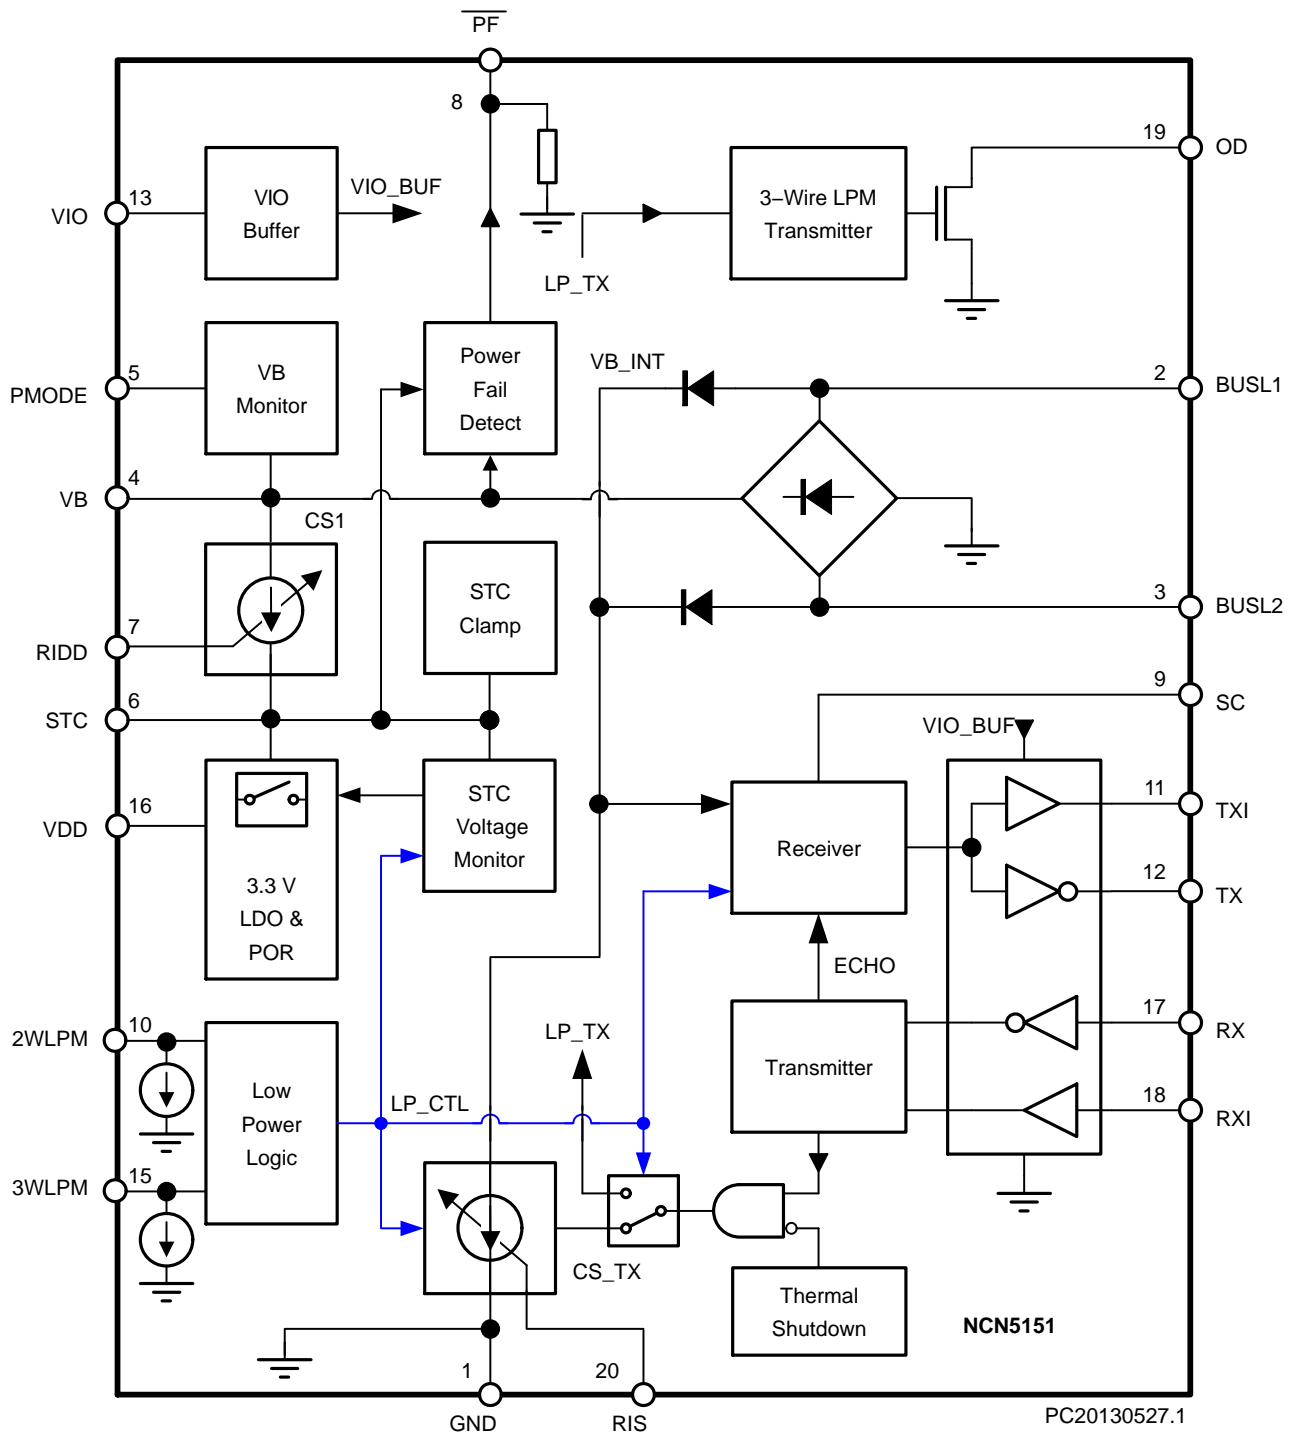 PF
8
19
OD
VIO
13
VIO
Buffer
VIO_BUF
3–Wire LPM
Transmitter
LP_TX
PMODE
5
VB
Monitor
Power
Fail
Detect
VB_INT
2
BUSL1
VB
4
CS1
STC
Clamp
3
BUSL2
RIDD
7
STC
6
9
SC
VIO_BUF
VDD
16
3.3 V
LDO &
POR
STC
Voltage
Monitor
Receiver
11
TXI
12
TX
ECHO
2WLPM
10
LP_TX
Transmitter
17
RX
Low
Power
Logic
LP_CTL
18
RXI
3WLPM
15
CS_TX
Thermal
Shutdown
NCN5151
1
GND
20
RIS
PC20130527.1